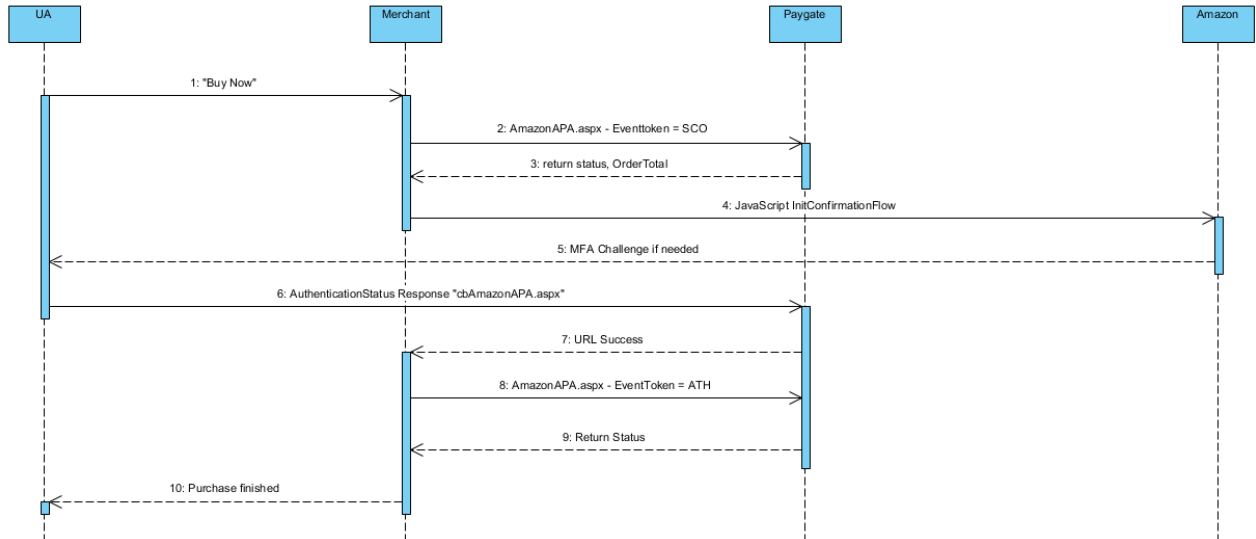 UA
Merchant
Paygate
Amazon
1: "Buy Now"
2: AmazonAPA.aspx - Eventtoken = SCO
3: return status, OrderTotal
4: JavaScript InitConfirmationFlow
5: MFA Challenge if needed
6: AuthenticationStatus Response "cbAmazonAPA.aspx"
7: URL Success
8: AmazonAPA.aspx - EventToken = ATH
9: Return Status
10: Purchase finished